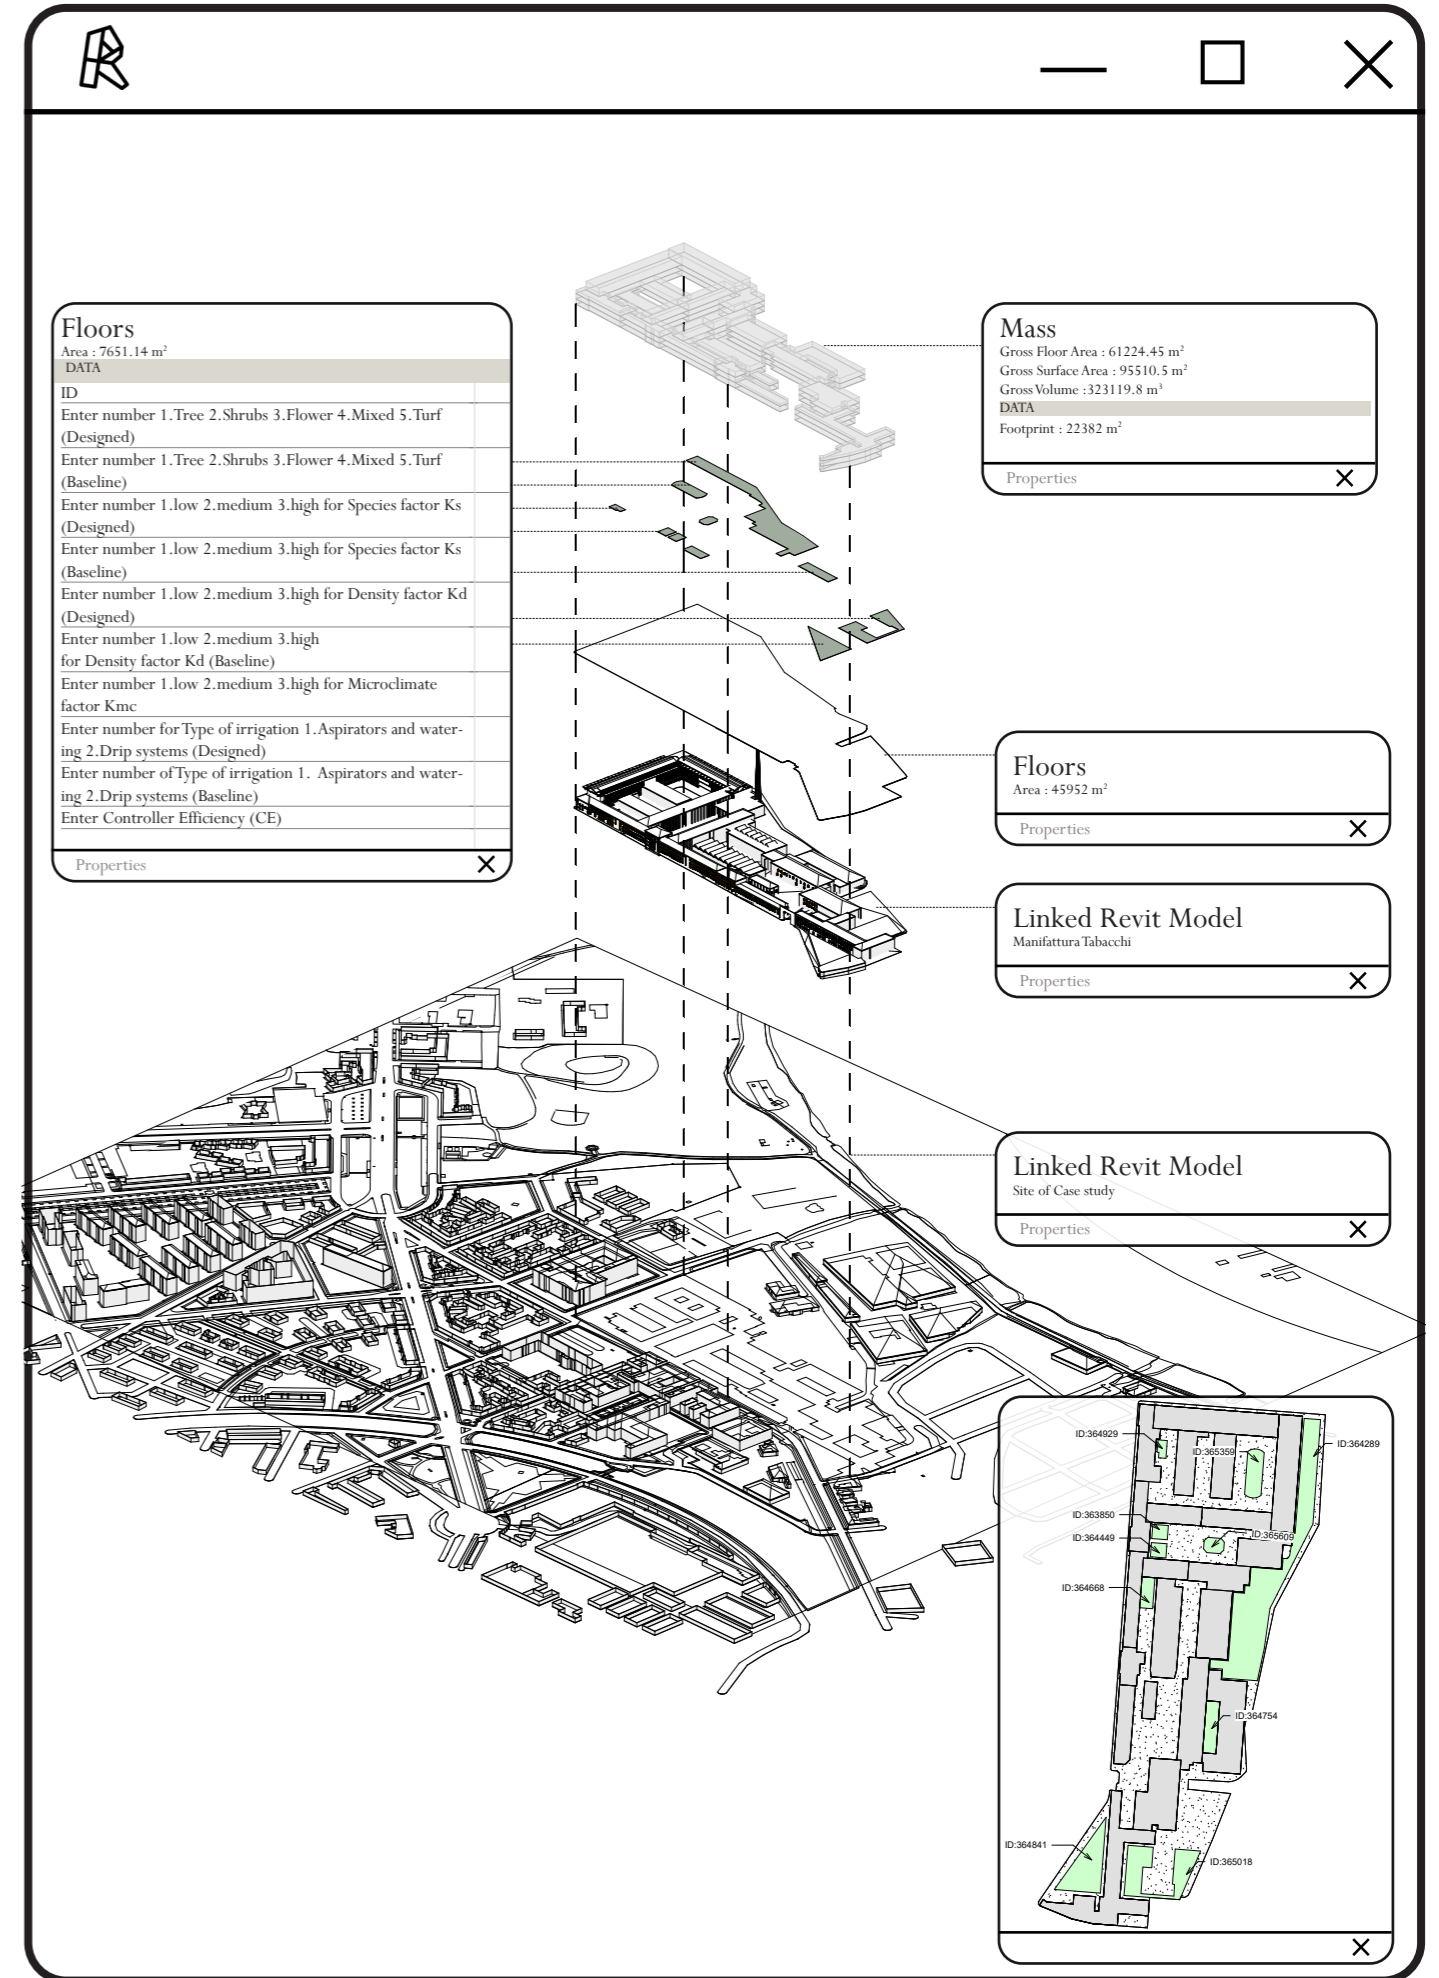 Floors
Area : 7651.14 m²
DATA
ID
Enter number 1.Tree 2.Shrubs 3.Flower 4.Mixed 5.Turf
(Designed)
Enter number 1.Tree 2.Shrubs 3.Flower 4.Mixed 5.Turf
(Baseline)
Enter number 1.low 2.medium 3.high for Species factor Ks
(Designed)
Enter number 1.low 2.medium 3.high for Species factor Ks
(Baseline)
Enter number 1.low 2.medium 3.high for Density factor Kd
(Designed)
Enter number 1.low 2.medium 3.high
for Density factor Kd (Baseline)
Enter number 1.low 2.medium 3.high for Microclimate
factor Kmc
Enter number for Type of irrigation 1.Aspirators and water-
ing 2.Drip systems (Designed)
Enter number of Type of irrigation 1. Aspirators and water-
ing 2.Drip systems (Baseline)
Enter Controller Efficiency (CE)
Properties
Mass
Gross Floor Area : 61224.45 m²
Gross Surface Area : 95510.5 m²
Gross Volume :323119.8 m³
DATA
Footprint : 22382 m²
Properties
Floors
Area : 45952 m²
Properties
Linked Revit Model
Manifattura Tabacchi
Properties
Linked Revit Model
Site of Case study
Properties
ID:364929
ID:365359
ID:364289
ID:363850
ID:364449
ID:365609
ID:364668
ID:364754
ID:364841
ID:365018